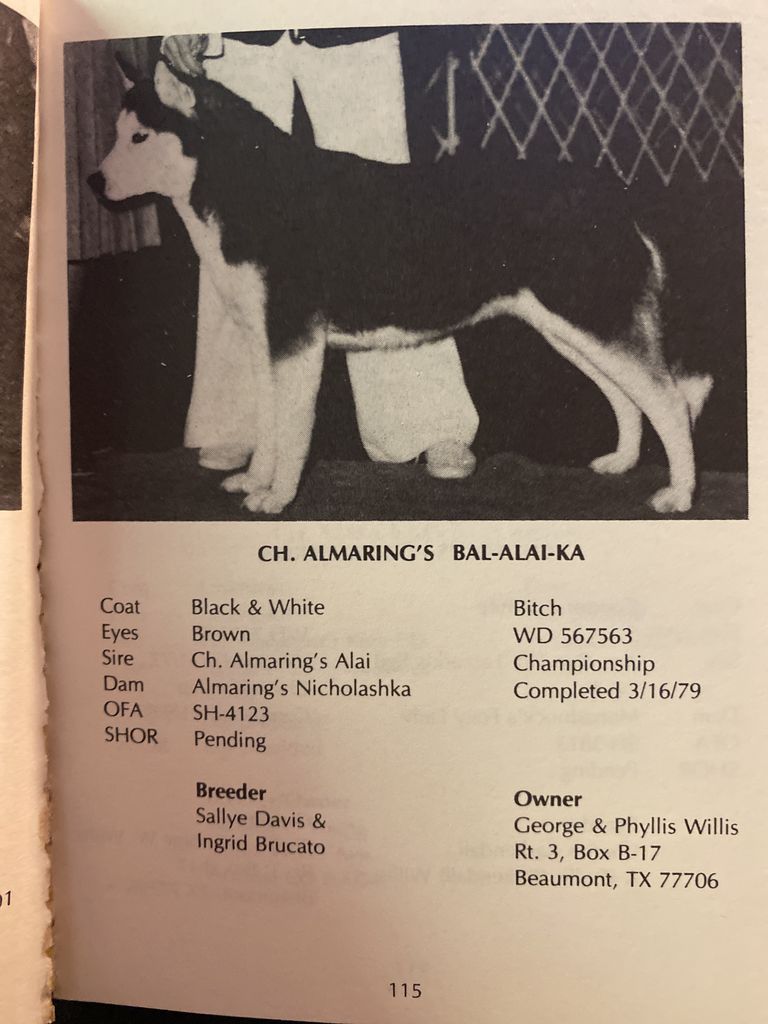 CH. ALMARING'S BAL-ALAI-KA
Coat Black & White
Eyes Brown
Sire Ch. Almaring's Alai
Dam Almaring's Nicholashka
OFA SH-4123
SHOR Pending
Bitch
WD 567563
Championship
Completed 3/16/79
Breeder
Sallye Davis &
Ingrid Brucato
Owner
George & Phyllis Willis
Rt. 3, Box B-17
Beaumont, TX 77706
115